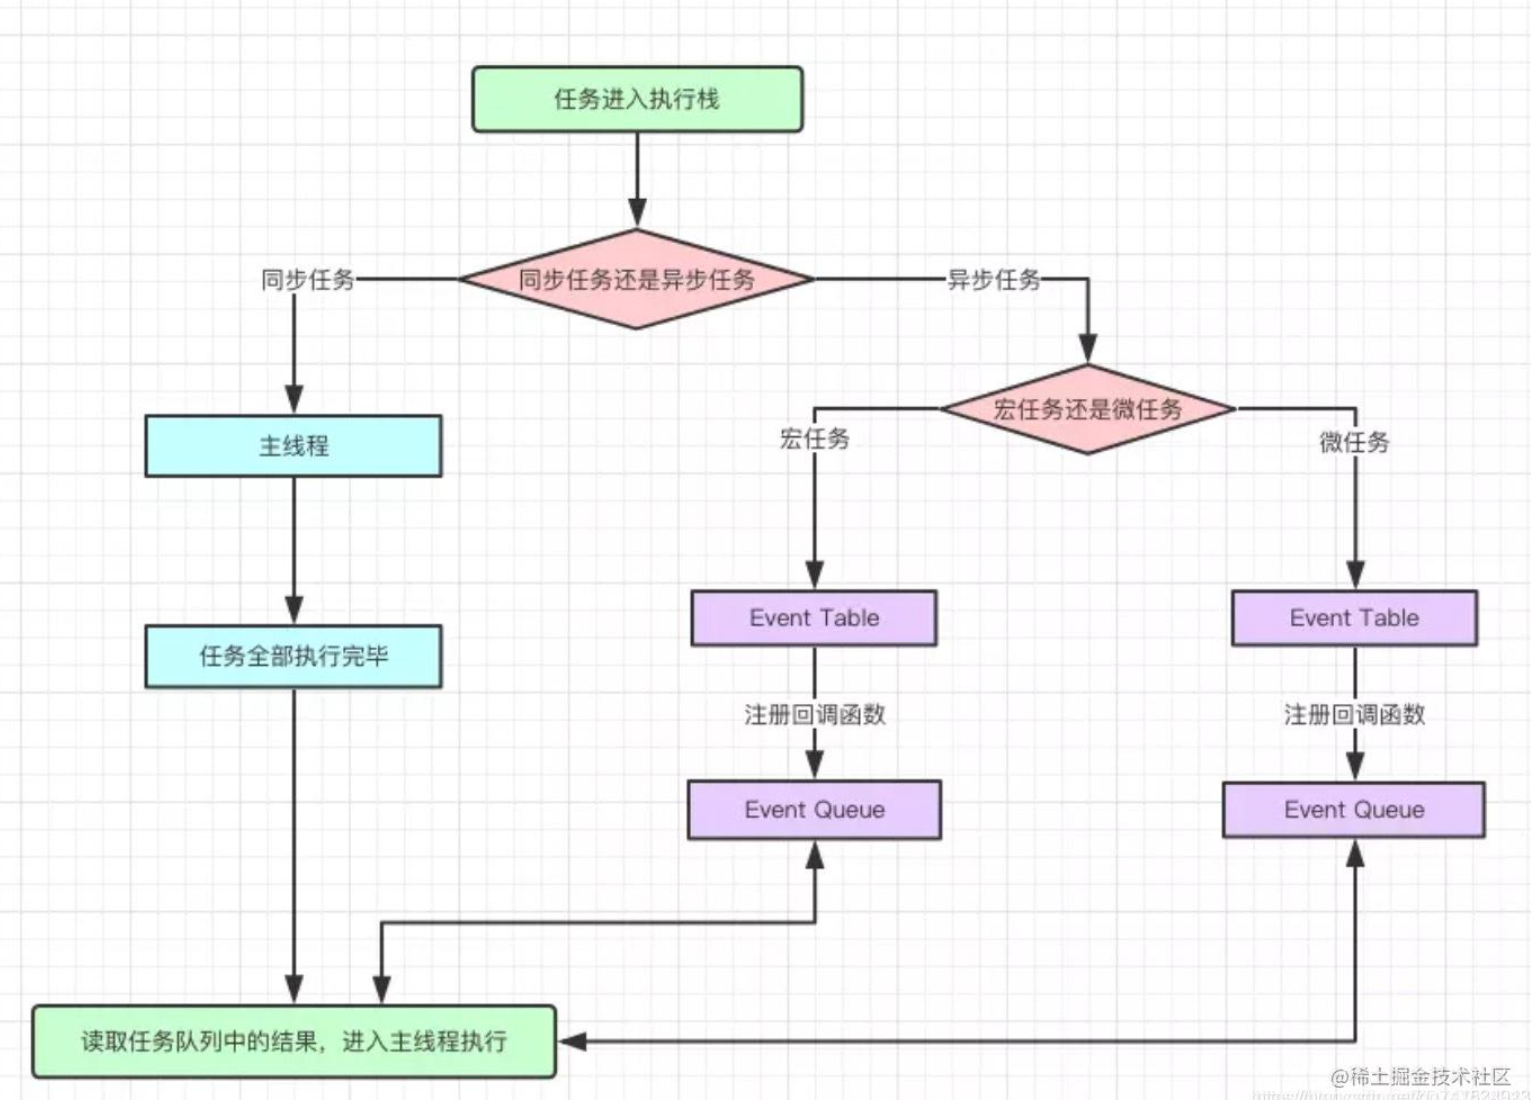 任务进入执行栈
同步任务
同步任务还是异步任务
异步任务
宏任务还是微任务
宏任务
微任务
主线程
Event Table
Event Table
任务全部执行完毕
注册回调函数
注册回调函数
Event Queue
Event Queue
读取任务队列中的结果，进入主线程执行
@稀土掘金技术社区